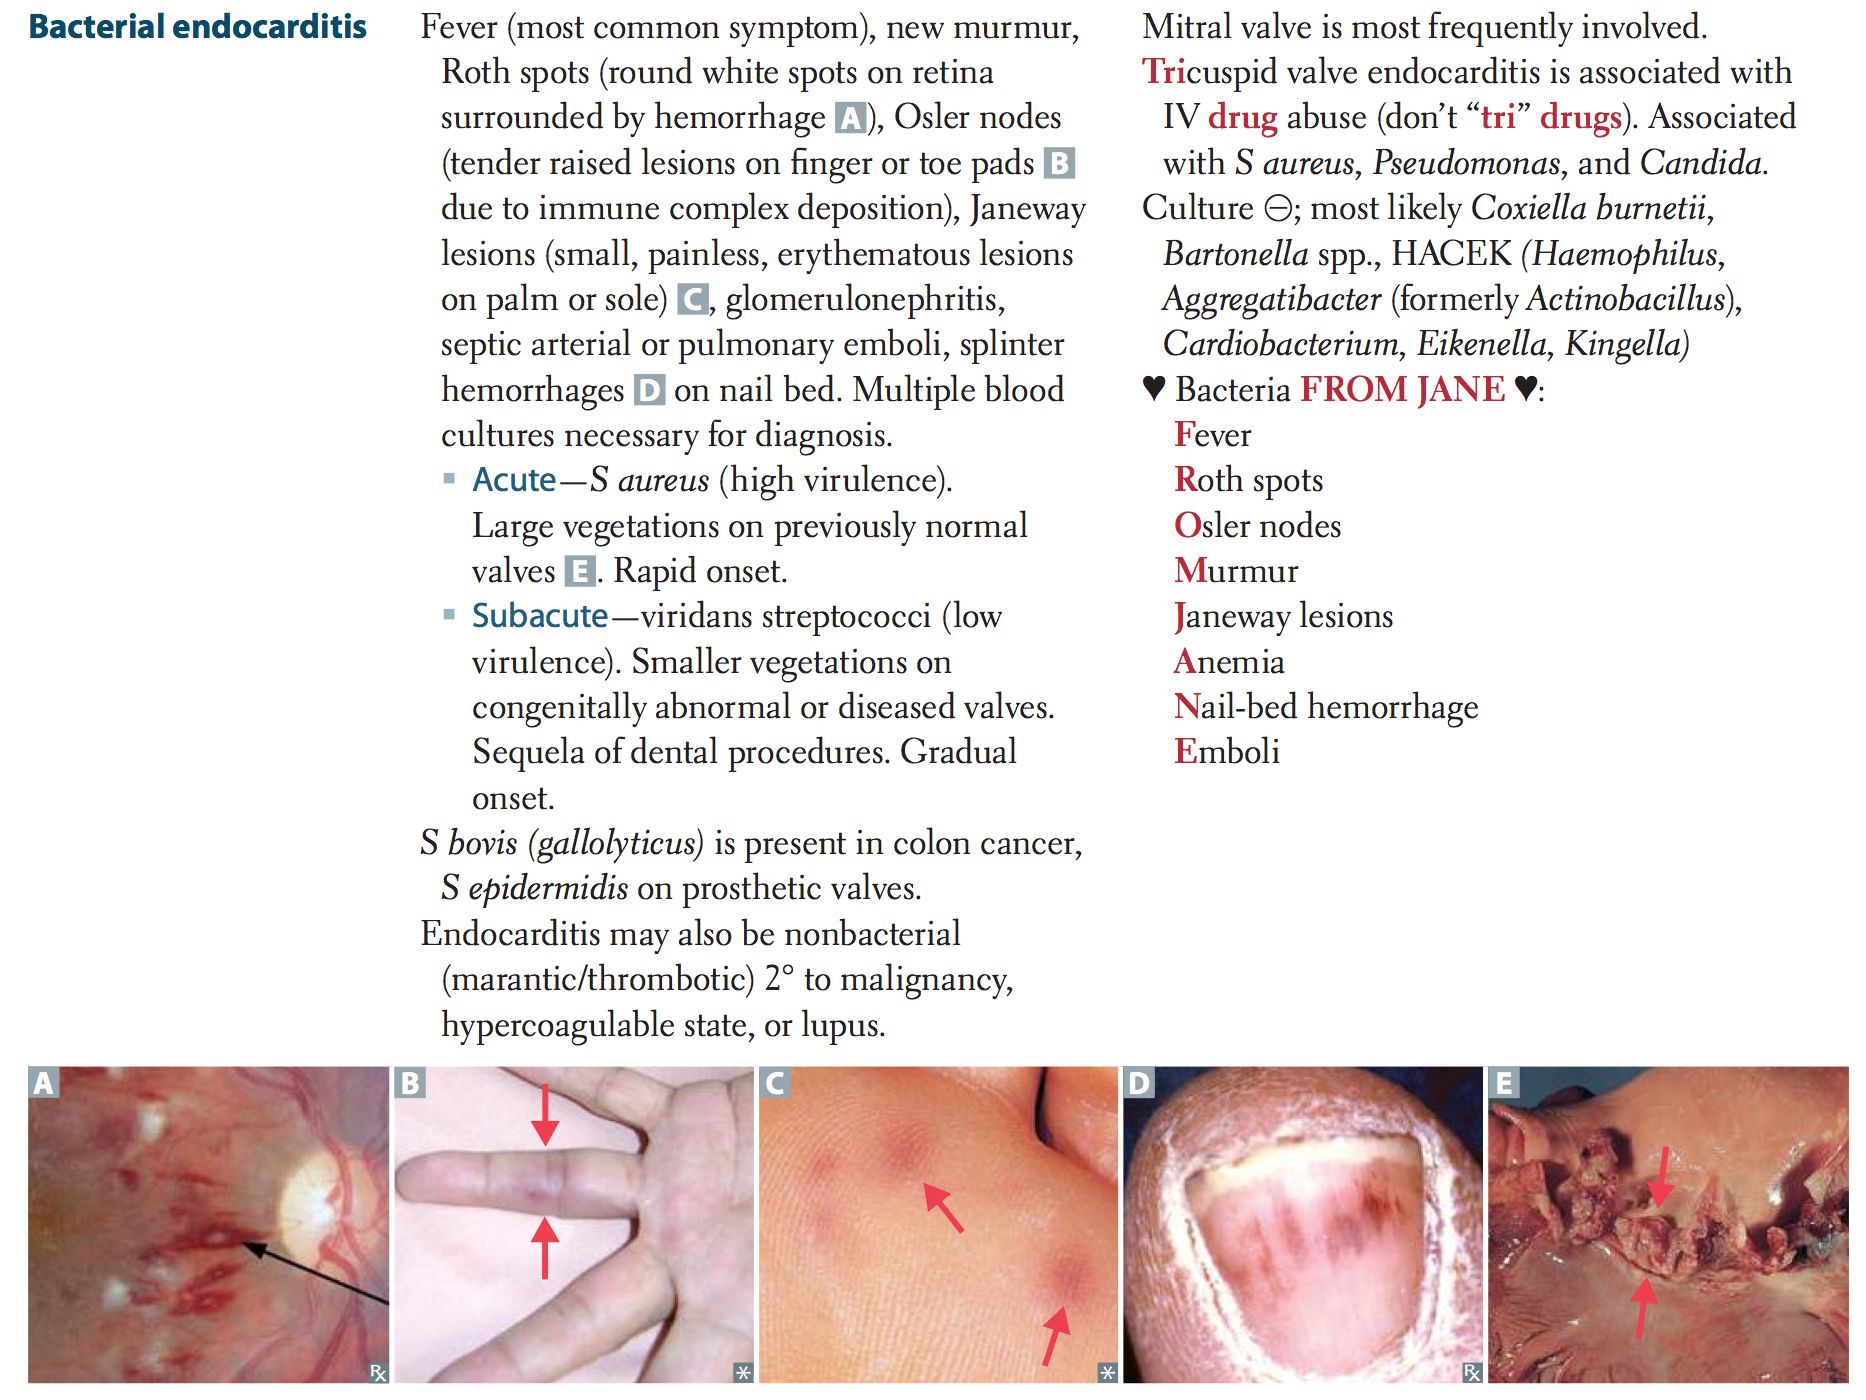 Bacterial endocarditis
Fever (most common symptom), new murmur,
Roth spots (round white spots on retina
surrounded by hemorrhage A), Osler nodes
(tender raised lesions on finger or toe pads B
due to immune complex deposition), Janeway
lesions (small, painless, erythematous lesions
on palm or sole) C, glomerulonephritis,
septic arterial or pulmonary emboli, splinter
hemorrhages D on nail bed. Multiple blood
cultures necessary for diagnosis.
▪ Acute—S aureus (high virulence).
Large vegetations on previously normal
valves E. Rapid onset.
▪ Subacute—viridans streptococci (low
virulence). Smaller vegetations on
congenitally abnormal or diseased valves.
Sequela of dental procedures. Gradual
onset.
S bovis (gallolyticus) is present in colon cancer,
S epidermidis on prosthetic valves.
Endocarditis may also be nonbacterial
(marantic/thrombotic) 2° to malignancy,
hypercoagulable state, or lupus.
Mitral valve is most frequently involved.
Tricuspid valve endocarditis is associated with
IV drug abuse (don’t “tri” drugs). Associated
with S aureus, Pseudomonas, and Candida.
Culture ⊖; most likely Coxiella burnetii,
Bartonella spp., HACEK (Haemophilus,
Aggregatibacter (formerly Actinobacillus),
Cardiobacterium, Eikenella, Kingella)
♥ Bacteria FROM JANE ♥:
Fever
Roth spots
Osler nodes
Murmur
Janeway lesions
Anemia
Nail-bed hemorrhage
Emboli
A
B
C
D
E
℞
*
*
℞